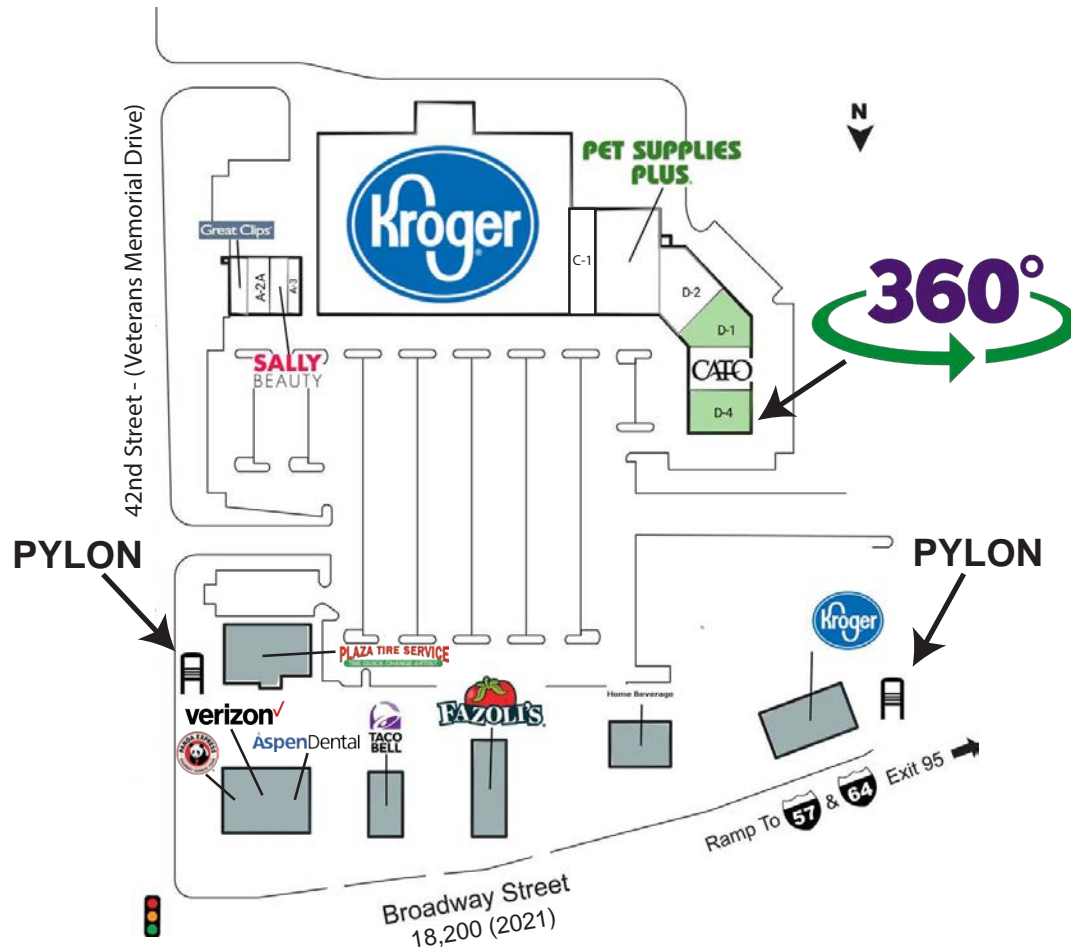 42nd Street - (Veterans Memorial Drive)
N
PET SUPPLIES
PLUS.
Kroger
Great Clips
A-2.A
A-3
C-1
D-2
D-1
360°
CATO
D-4
SALLY
BEAUTY
PYLON
PYLON
Kroger
PLAZA TIRE SERVICE
THE QUICK CHANGE ARTIST
verizon
PANDA EXPRESS
AspenDental
TACO
BELL
FAZOLI'S
Home Beverage
Ramp To 57 & 64 Exit 95
Broadway Street
18,200 (2021)